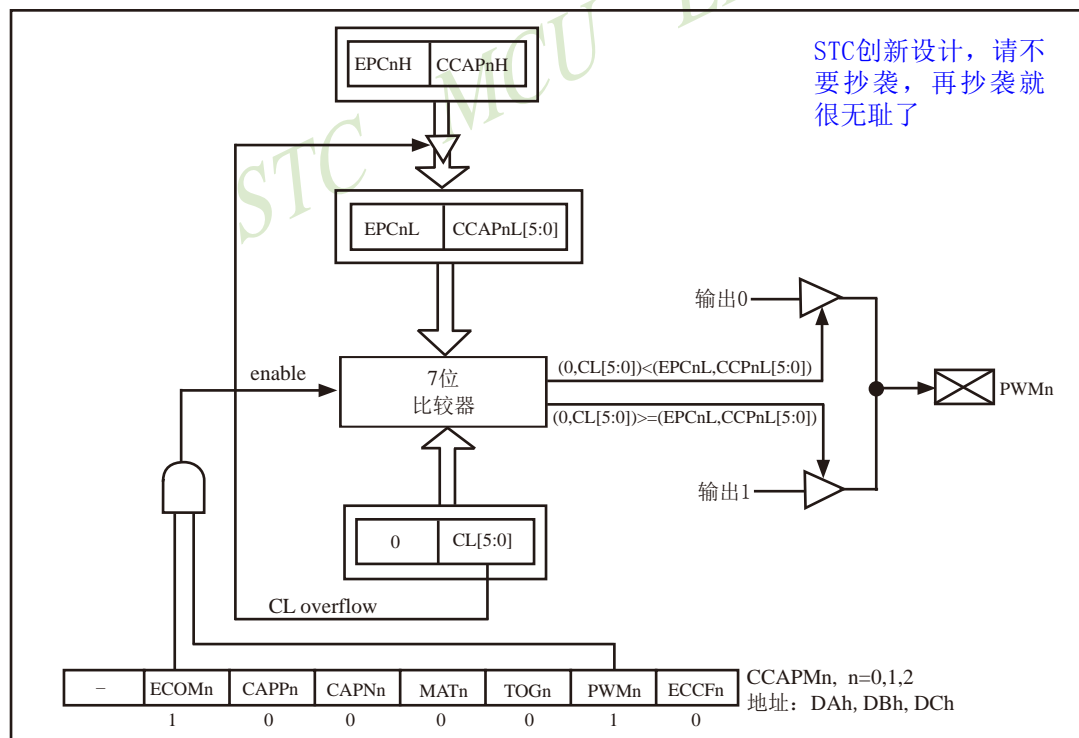 EPCnH CCAPnH
STC创新设计，请不
要抄袭，再抄袭就
很无耻了
STC MCU
EPCnL CCAPnL[5:0]
输出0
enable
7位
比较器
(0,CL[5:0])<(EPCnL,CCPnL[5:0])
(0,CL[5:0])>=(EPCnL,CCPnL[5:0])
PWMn
输出1
0 CL[5:0]
CL overflow
– ECOMn CAPPn CAPNn MATn TOGn PWMn ECCFn
CCAPMn, n=0,1,2
地址：DAh, DBh, DCh
1 0 0 0 0 1 0